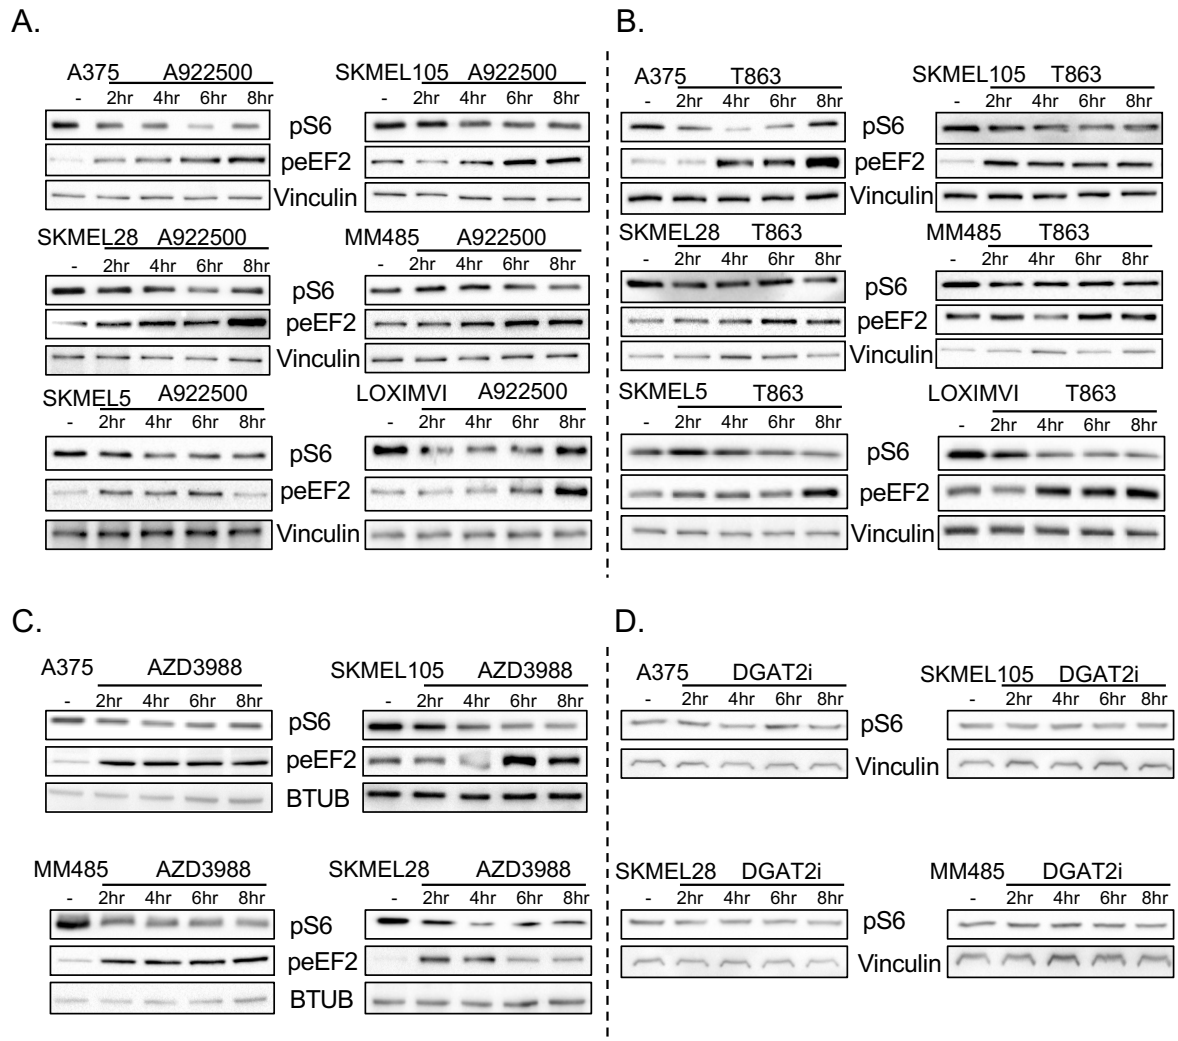 A.
A375 A922500
- 2hr 4hr 6hr 8hr
pS6
peEF2
Vinculin
SKMEL105 A922500
- 2hr 4hr 6hr 8hr
SKMEL28 A922500
- 2hr 4hr 6hr 8hr
pS6
peEF2
Vinculin
MM485 A922500
- 2hr 4hr 6hr 8hr
SKMEL5 A922500
- 2hr 4hr 6hr 8hr
pS6
peEF2
Vinculin
LOXIMVI A922500
- 2hr 4hr 6hr 8hr
B.
A375 T863
- 2hr 4hr 6hr 8hr
pS6
peEF2
Vinculin
SKMEL105 T863
- 2hr 4hr 6hr 8hr
SKMEL28 T863
- 2hr 4hr 6hr 8hr
pS6
peEF2
Vinculin
MM485 T863
- 2hr 4hr 6hr 8hr
SKMEL5 T863
- 2hr 4hr 6hr 8hr
pS6
peEF2
Vinculin
LOXIMVI T863
- 2hr 4hr 6hr 8hr
C.
A375 AZD3988
- 2hr 4hr 6hr 8hr
pS6
peEF2
BTUB
SKMEL105 AZD3988
- 2hr 4hr 6hr 8hr
MM485 AZD3988
- 2hr 4hr 6hr 8hr
pS6
peEF2
BTUB
SKMEL28 AZD3988
- 2hr 4hr 6hr 8hr
D.
A375 DGAT2i
- 2hr 4hr 6hr 8hr
pS6
Vinculin
SKMEL105 DGAT2i
- 2hr 4hr 6hr 8hr
SKMEL28 DGAT2i
- 2hr 4hr 6hr 8hr
pS6
Vinculin
MM485 DGAT2i
- 2hr 4hr 6hr 8hr